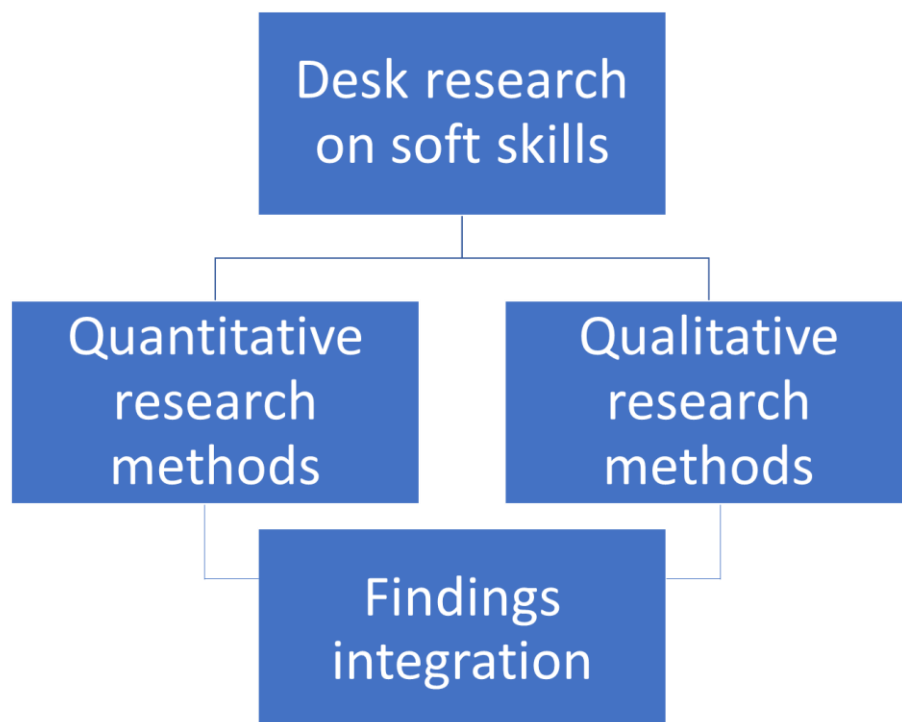 Desk research
on soft skills
Quantitative
research
methods
Qualitative
research
methods
Findings
integration